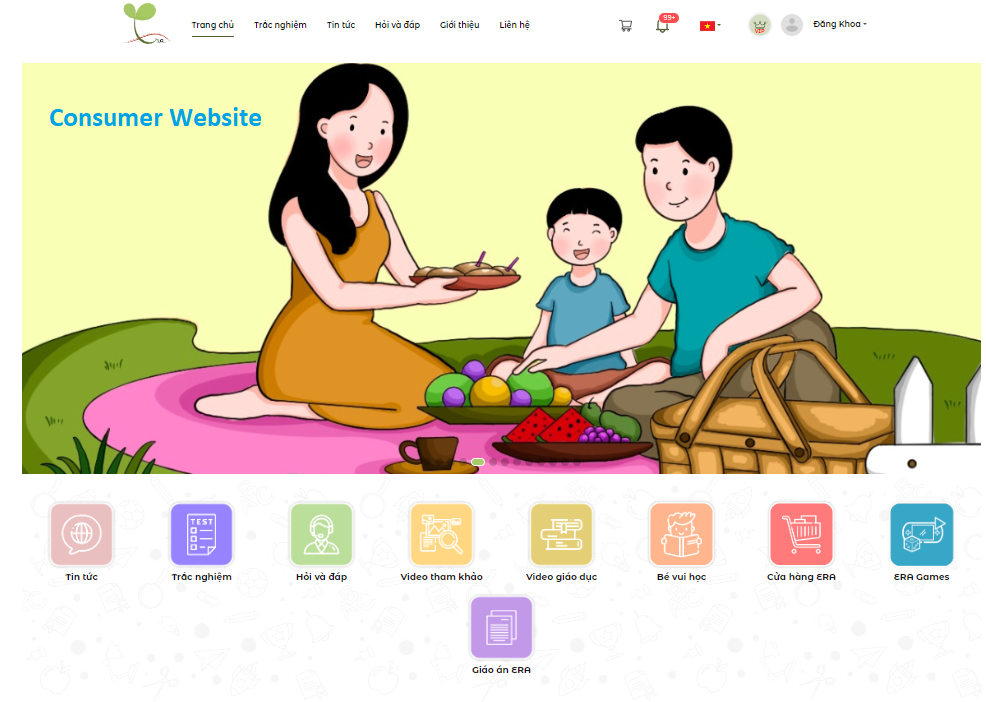 Trang chủ
Trắc nghiệm
Tin tức
Hỏi và đáp
Giới thiệu
Liên hệ
99+
VIP
Đăng Khoa
Consumer Website
TEST
Tin tức
Trắc nghiệm
Hỏi và đáp
Video tham khảo
Video giáo dục
Bé vui học
Cửa hàng ERA
ERA Games
Giáo án ERA